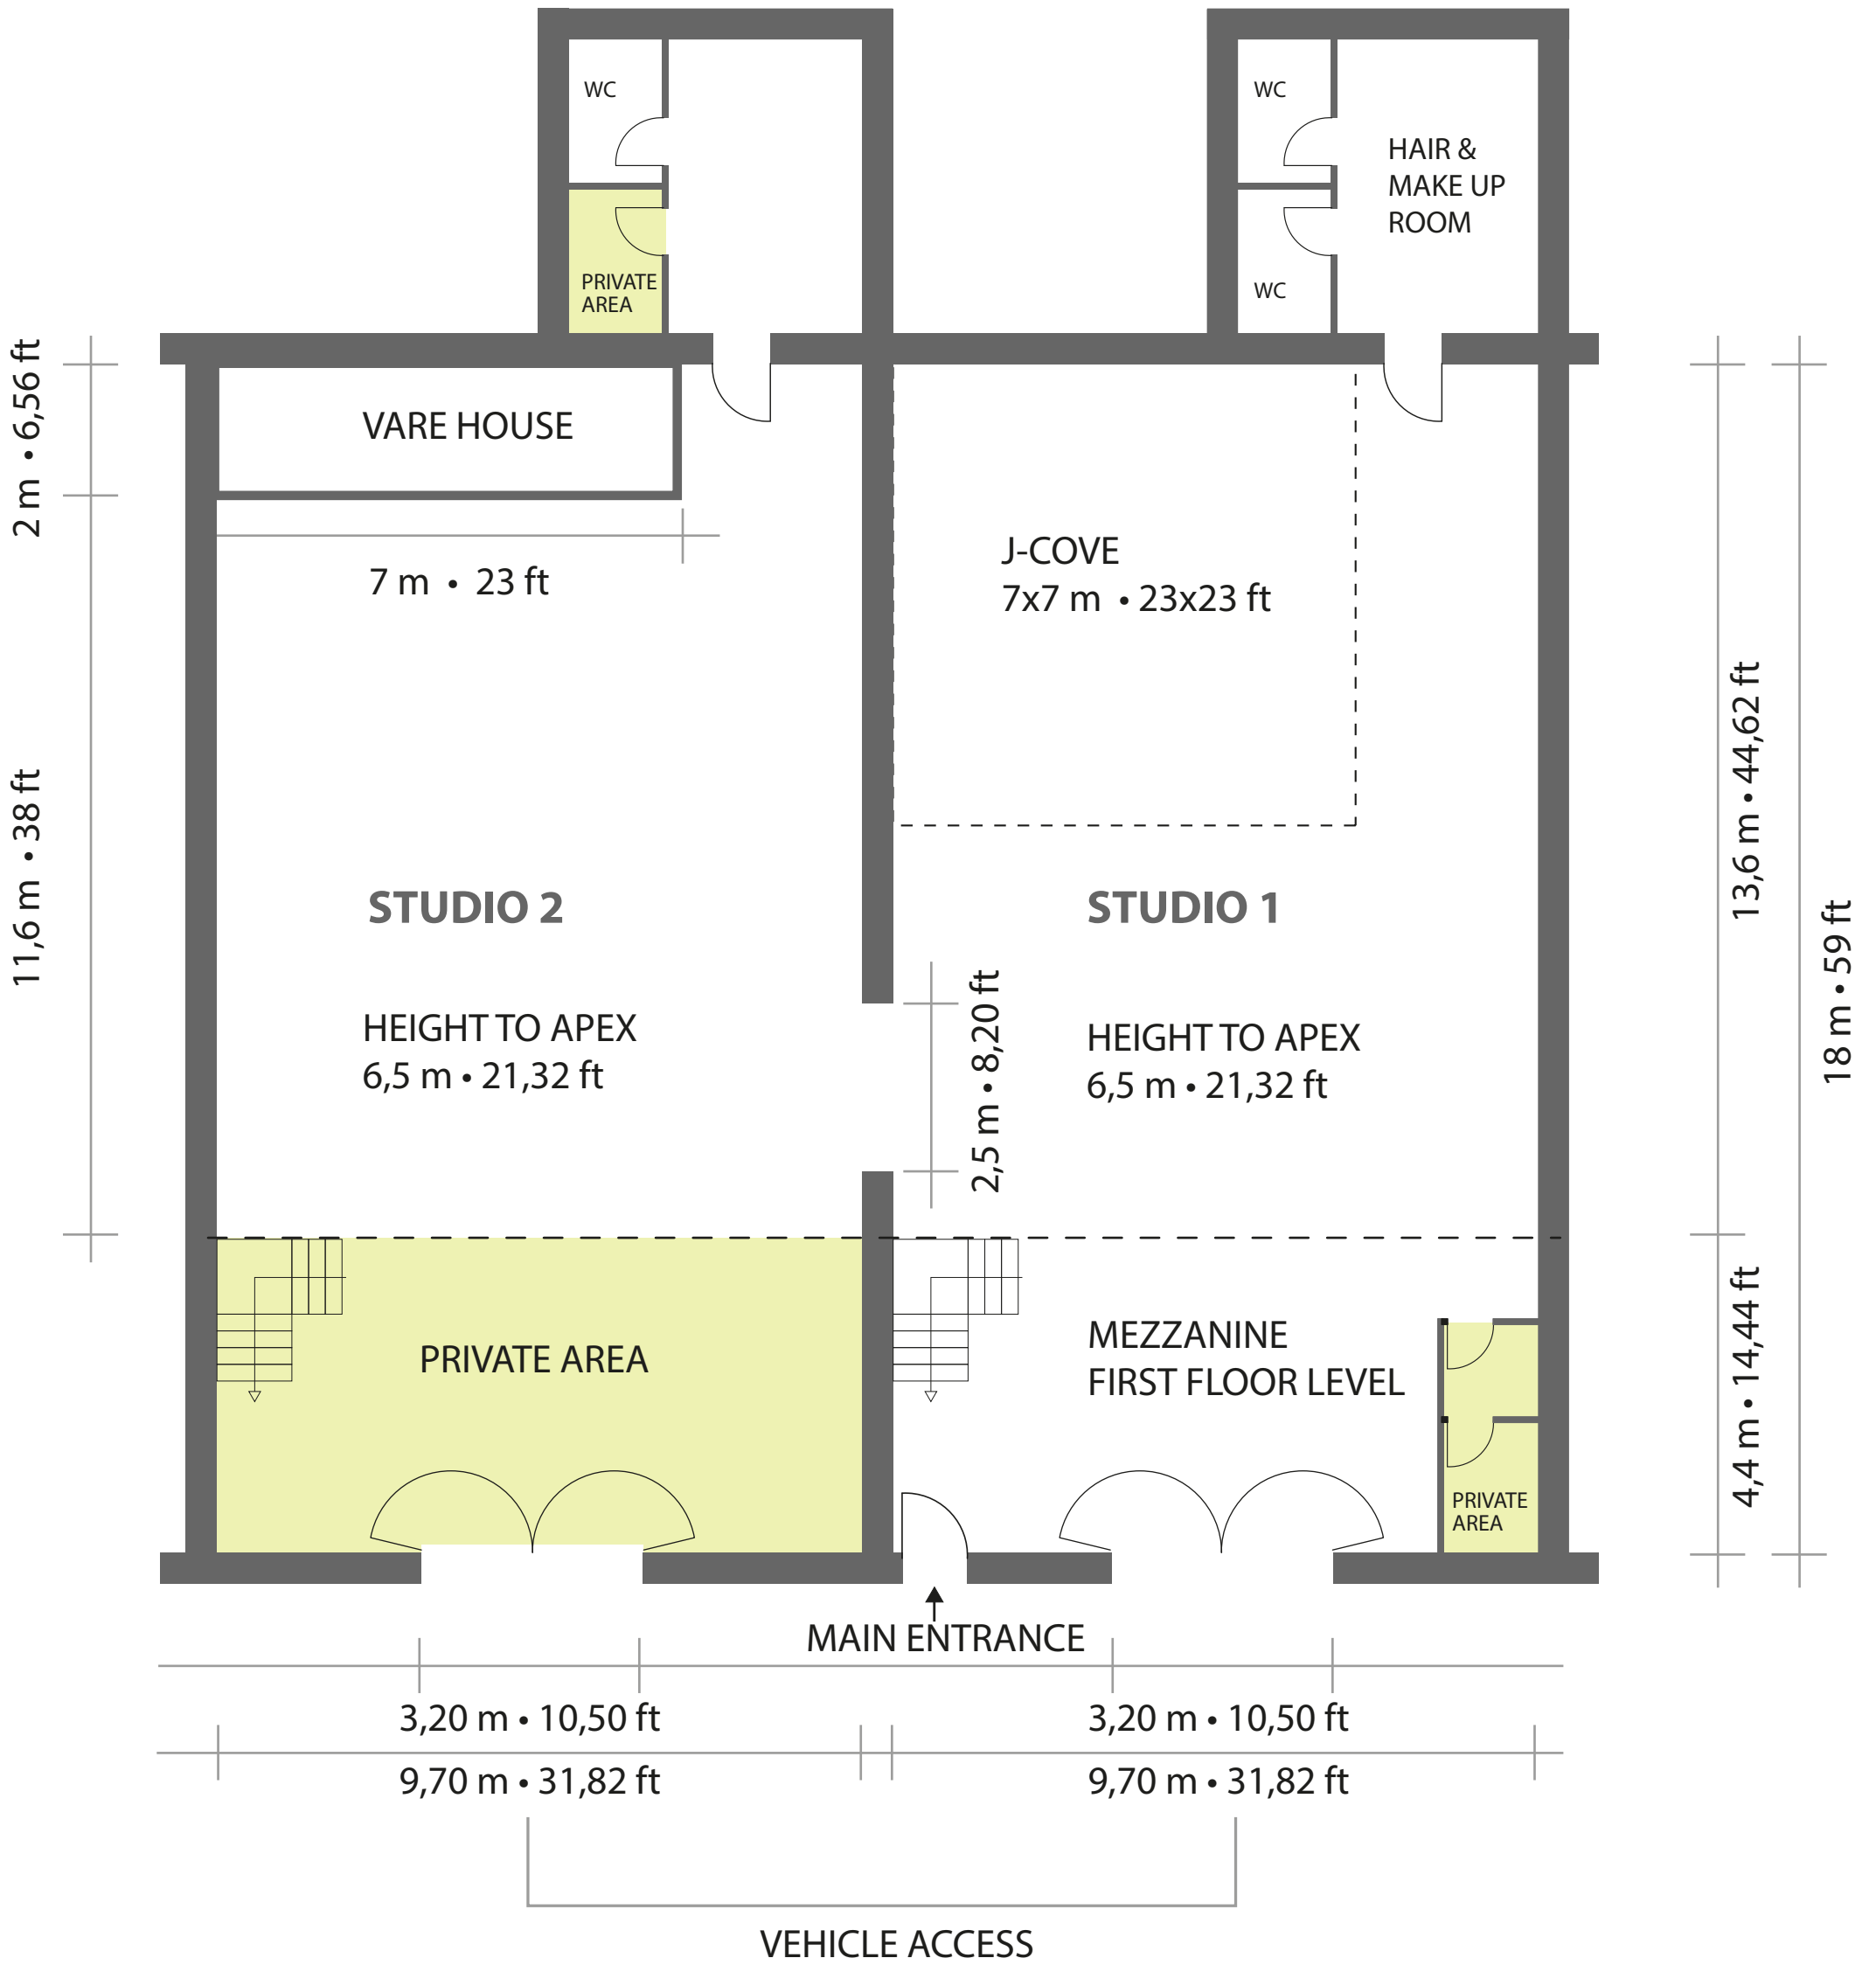 WC
WC
HAIR &
MAKE UP
ROOM
PRIVATE
AREA
WC
2 m • 6,56 ft
VARE HOUSE
7 m • 23 ft
J-COVE
7x7 m • 23x23 ft
11,6 m • 38 ft
13,6 m • 44,62 ft
18 m • 59 ft
STUDIO 2
STUDIO 1
HEIGHT TO APEX
6,5 m • 21,32 ft
2,5 m • 8,20 ft
HEIGHT TO APEX
6,5 m • 21,32 ft
PRIVATE AREA
MEZZANINE
FIRST FLOOR LEVEL
4,4 m • 14,44 ft
PRIVATE
AREA
MAIN ENTRANCE
3,20 m • 10,50 ft
3,20 m • 10,50 ft
9,70 m • 31,82 ft
9,70 m • 31,82 ft
VEHICLE ACCESS